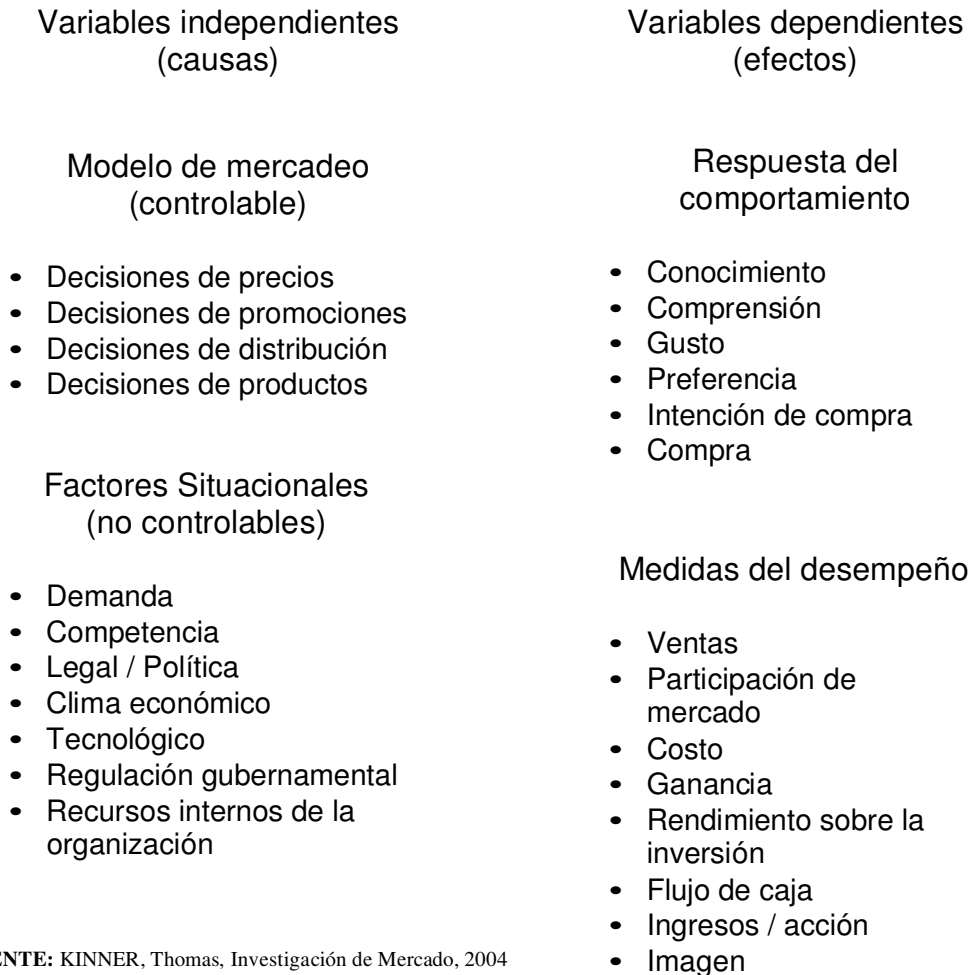 Variables independientes
(causas)
Modelo de mercadeo
(controlable)
• Decisiones de precios
• Decisiones de promociones
• Decisiones de distribución
• Decisiones de productos
Factores Situacionales
(no controlables)
• Demanda
• Competencia
• Legal / Política
• Clima económico
• Tecnológico
• Regulación gubernamental
• Recursos internos de la
organización
Variables dependientes
(efectos)
Respuesta del
comportamiento
• Conocimiento
• Comprensión
• Gusto
• Preferencia
• Intención de compra
• Compra
Medidas del desempeño
• Ventas
• Participación de
mercado
• Costo
• Ganancia
• Rendimiento sobre la
inversión
• Flujo de caja
• Ingresos / acción
• Imagen
ENTE: KINNER, Thomas, Investigación de Mercado, 2004